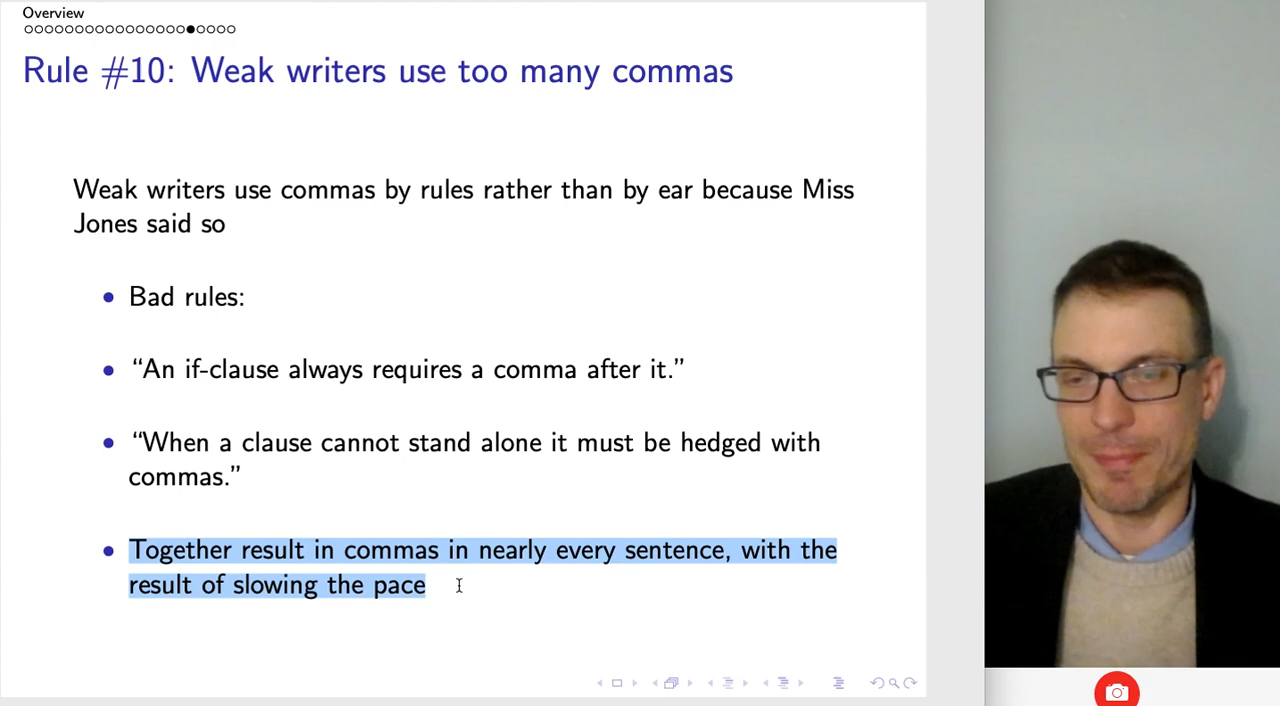 Overview
Rule #10: Weak writers use too many commas
Weak writers use commas by rules rather than by ear because Miss
Jones said so
Bad rules:
“An if-clause always requires a comma after it.”
“When a clause cannot stand alone it must be hedged with
commas.”
Together result in commas in nearly every sentence, with the
result of slowing the pace